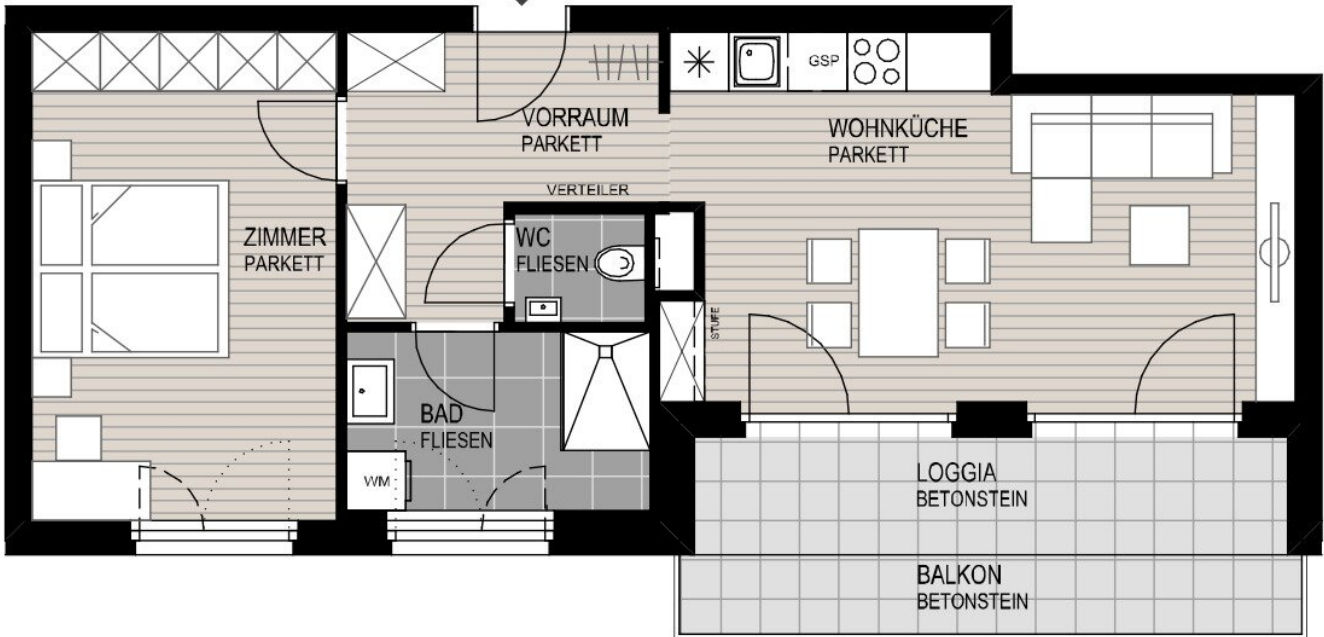 GSP
VORRAUM
PARKETT
WOHNKÜCHE
PARKETT
VERTEILER
ZIMMER
PARKETT
WC
FLIESEN
STUFE
BAD
FLIESEN
WM
LOGGIA
BETONSTEIN
BALKON
BETONSTEIN